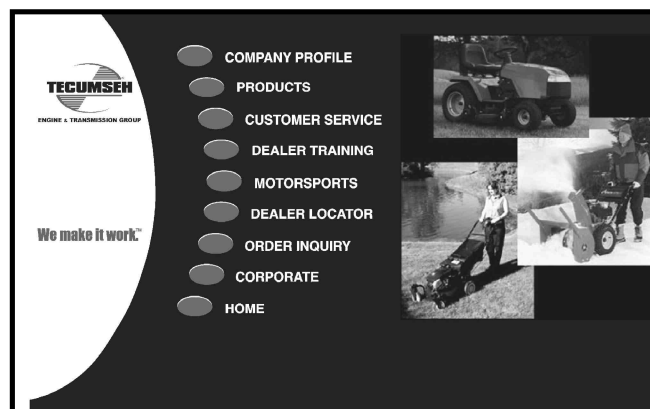 TECUMSEH
ENGINE & TRANSMISSION GROUP
We make it work.™
COMPANY PROFILE
PRODUCTS
CUSTOMER SERVICE
DEALER TRAINING
MOTORSPORTS
DEALER LOCATOR
ORDER INQUIRY
CORPORATE
HOME